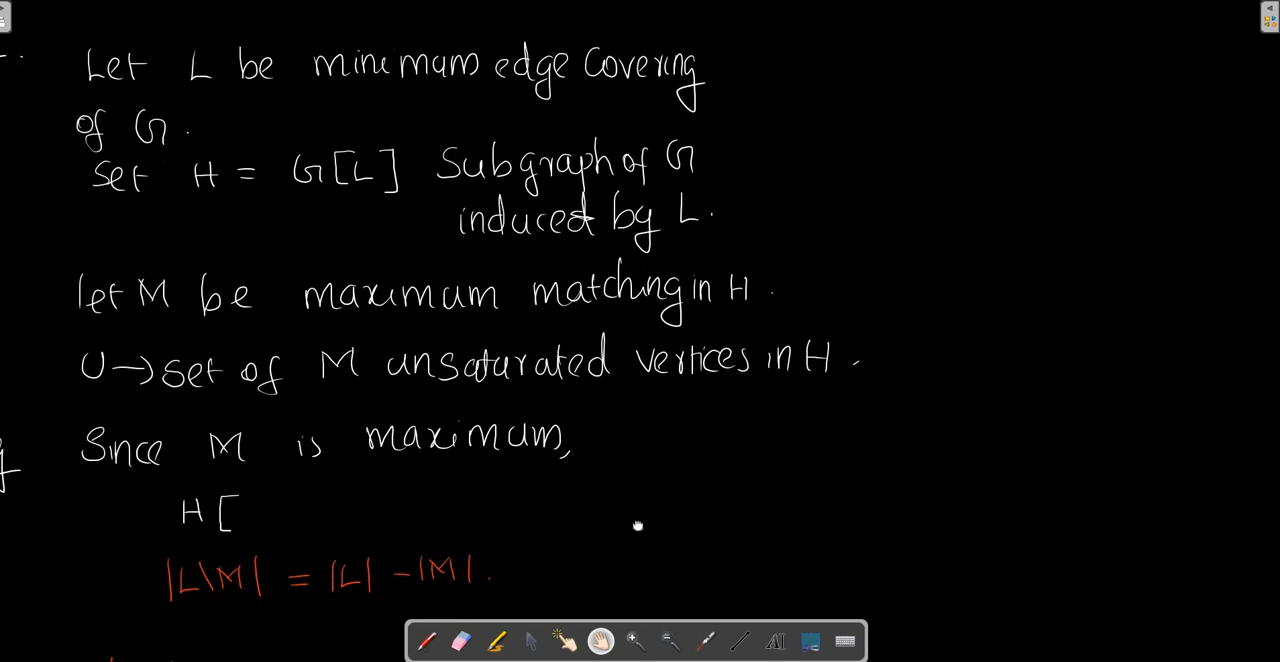 Let L be minimum edge covering
of G.
Set H = G[L] Subgraph of G
induced by L.
let M be maximum matching in H.
U → set of M unsaturated vertices in H.
Since M is maximum,
H [
|L\M| = |L| - |M|.
AI